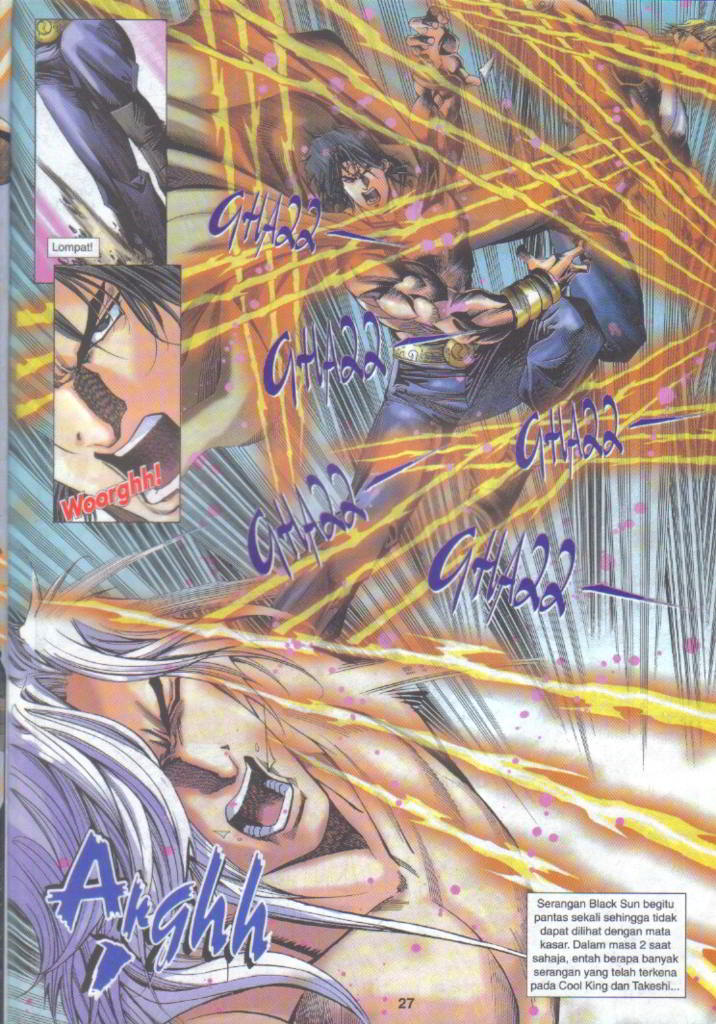 Lompat!
Woorghh!
GHAZZ
GHAZZ
GHAZZ
GHAZZ
GHAZZ
Arghh
!
Serangan Black Sun begitu
pantas sekali sehingga tidak
dapat dilihat dengan mata
kasar. Dalam masa 2 saat
sahaja, entah berapa banyak
serangan yang telah terkena
pada Cool King dan Takeshi...
27